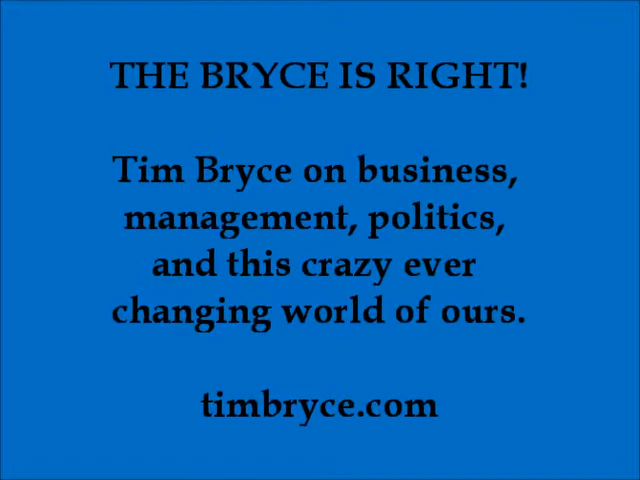 THE BRYCE IS RIGHT!
Tim Bryce on business,
management, politics,
and this crazy ever
changing world of ours.
timbryce.com